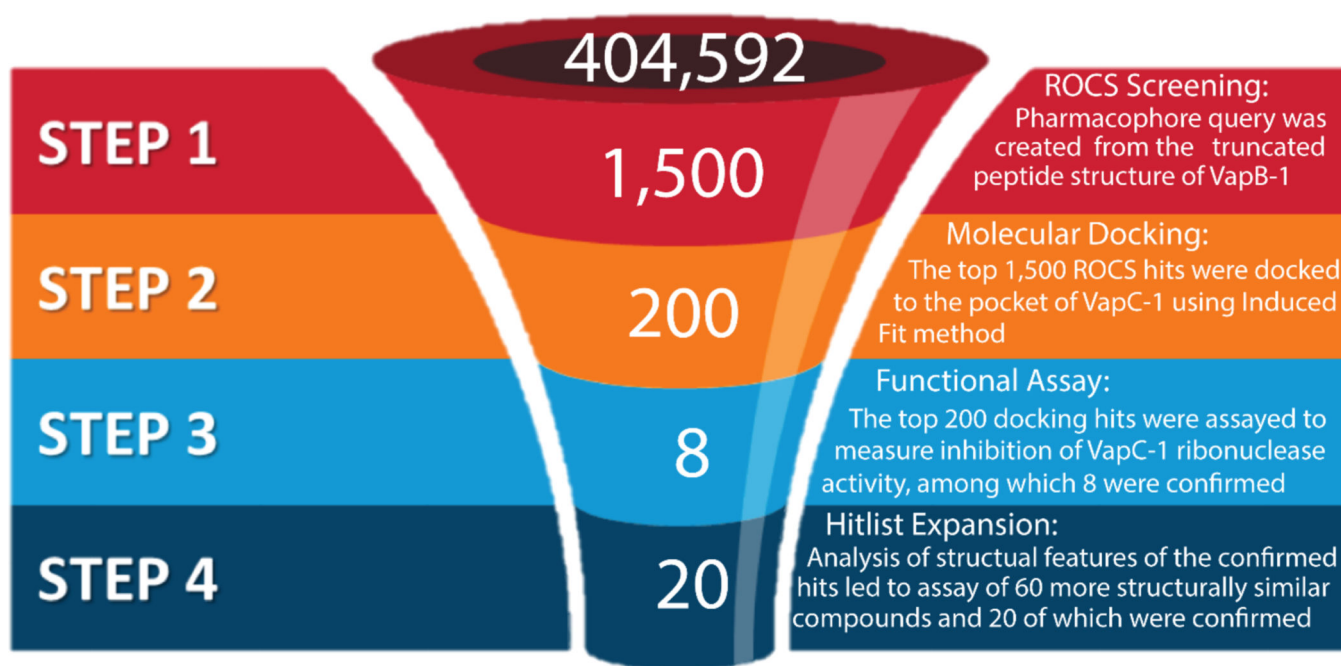 404,592
STEP 1
1,500
ROCS Screening:
Pharmacophore query was
created from the truncated
peptide structure of VapB-1
STEP 2
200
Molecular Docking:
The top 1,500 ROCS hits were docked
to the pocket of VapC-1 using Induced
Fit method
STEP 3
8
Functional Assay:
The top 200 docking hits were assayed to
measure inhibition of VapC-1 ribonuclease
activity, among which 8 were confirmed
STEP 4
20
Hitlist Expansion:
Analysis of structual features of the confirmed
hits led to assay of 60 more structurally similar
compounds and 20 of which were confirmed